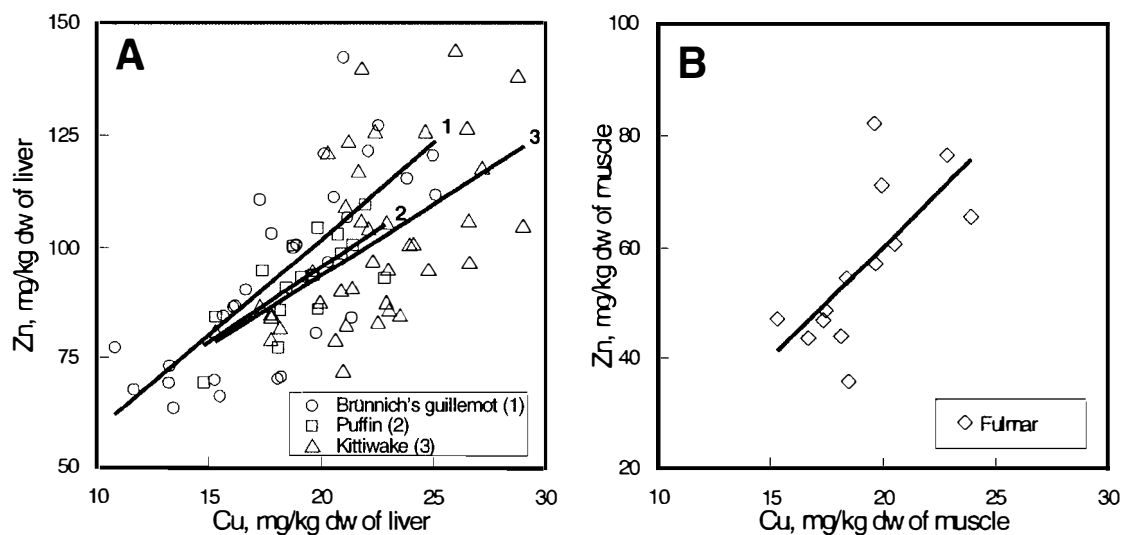 A
150
125
100
75
50
Zn, mg/kg dw of liver
10 15 20 25 30
Cu, mg/kg dw of liver
1
3
2
Brünnich's guillemot (1)
Puffin (2)
Kittiwake (3)
B
100
80
60
40
20
Zn, mg/kg dw of muscle
10 15 20 25 30
Cu, mg/kg dw of muscle
Fulmar